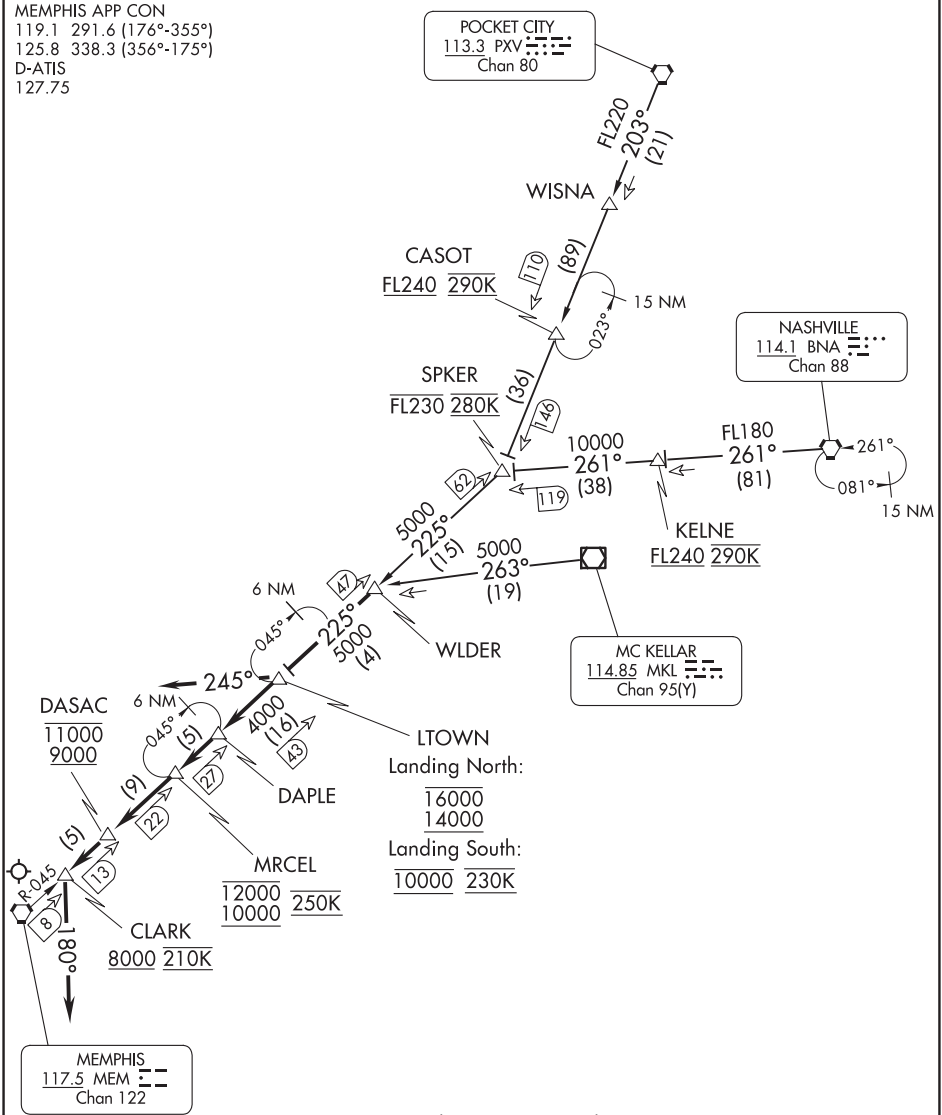 MEMPHIS APP CON
119.1 291.6 (176°-355°)
125.8 338.3 (356°-175°)
D-ATIS
127.75
POCKET CITY
113.3 PXV
Chan 80
FL220
203°
(21)
WISNA
(89)
CASOT
FL240 290K
110
15 NM
023°
NASHVILLE
114.1 BNA
Chan 88
SPKER
FL230 280K
(36)
146
10000
261°
(38)
FL180
261°
(81)
261°
081°
15 NM
62
119
KELNE
FL240 290K
5000
225°
(15)
5000
263°
(19)
47
6 NM
045°
225°
5000
(4)
WLDER
MC KELLAR
114.85 MKL
Chan 95(Y)
245°
6 NM
DASAC
11000
9000
045°
(5)
4000
(16)
43
LTOWN
Landing North:
16000
14000
Landing South:
10000 230K
27
DAPLE
(9)
22
MRCEL
12000
10000
250K
(5)
13
R-045
8
CLARK
8000 210K
180°
MEMPHIS
117.5 MEM
Chan 122